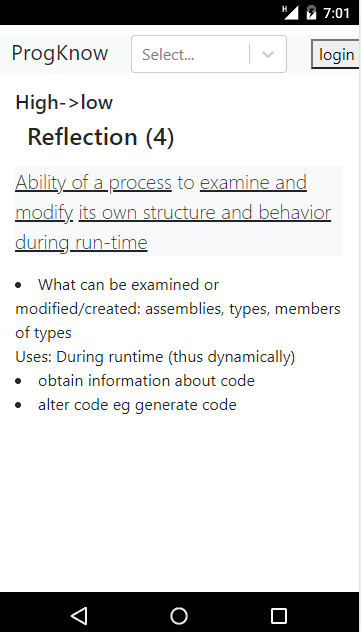 H 7:01
ProgKnow Select... login
High->low
Reflection (4)
Ability of a process to examine and
modify its own structure and behavior
during run-time
• What can be examined or
modified/created: assemblies, types, members
of types
Uses: During runtime (thus dynamically)
• obtain information about code
• alter code eg generate code